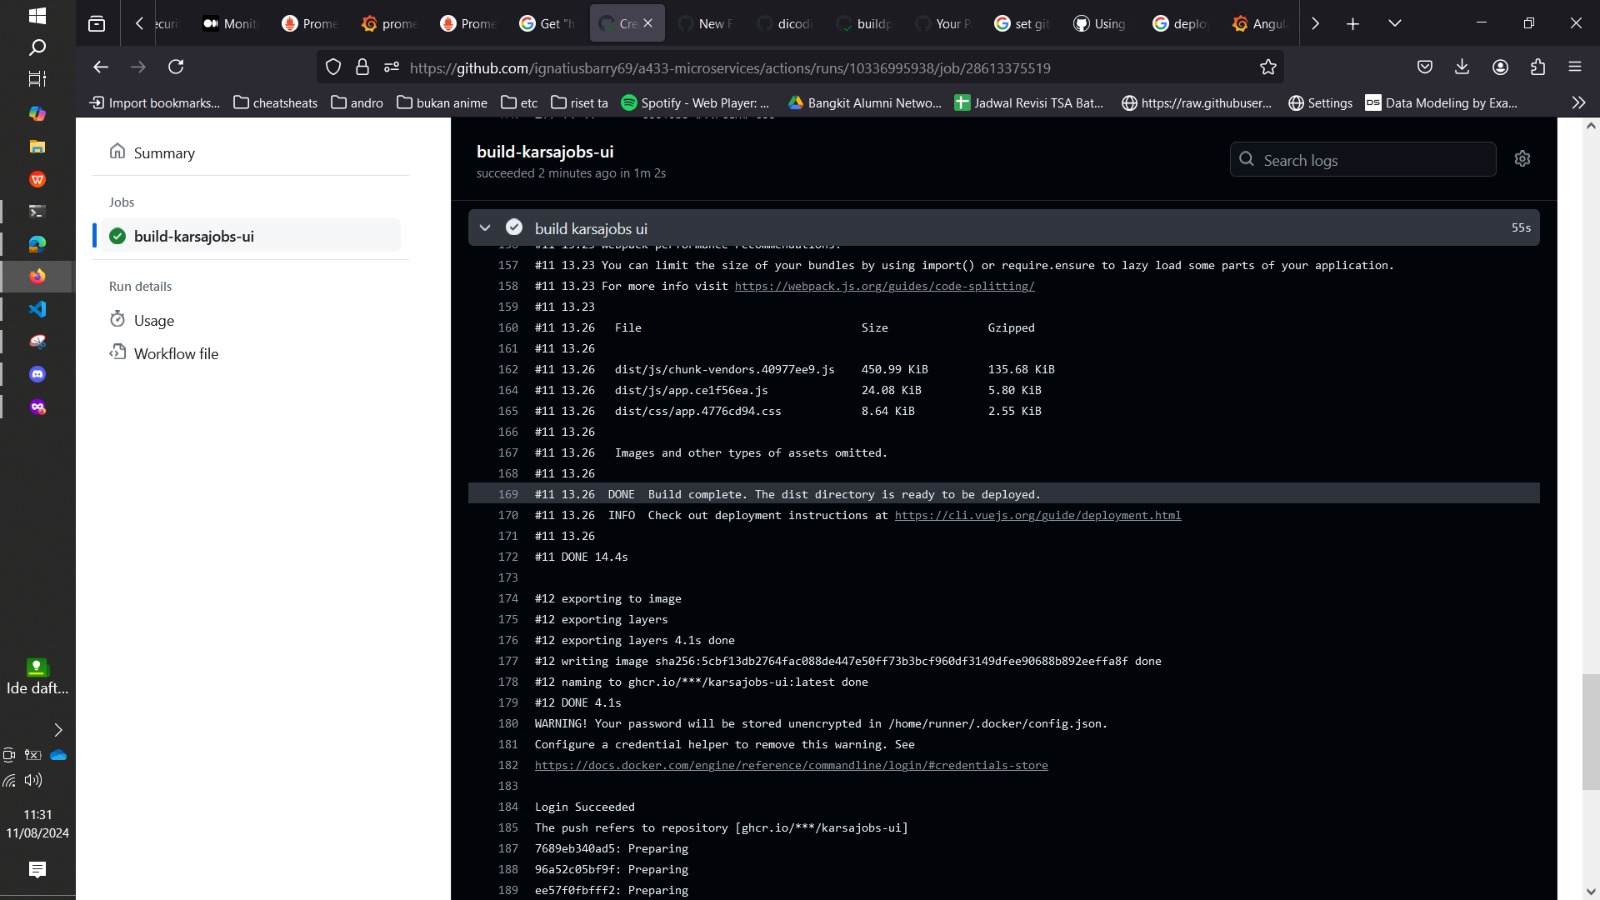 curi
Monit
Prome
prome
Prome
Get "h
Cre
New F
dicodi
buildp
Your P
set git
Using
deplo
Angul
https://github.com/ignatiusbarry69/a433-microservices/actions/runs/10336995938/job/28613375519
Import bookmarks...
cheatsheats
andro
bukan anime
etc
riset ta
Spotify - Web Player: ...
Bangkit Alumni Netwo...
Jadwal Revisi TSA Bat...
https://raw.githubuser...
Settings
DS Data Modeling by Exa...
Summary
Jobs
build-karsajobs-ui
Run details
Usage
Workflow file
build-karsajobs-ui
succeeded 2 minutes ago in 1m 2s
Search logs
build karsajobs ui
55s
156 #11 13.23 webpack performance recommendations:
157 #11 13.23 You can limit the size of your bundles by using import() or require.ensure to lazy load some parts of your application.
158 #11 13.23 For more info visit https://webpack.js.org/guides/code-splitting/
159 #11 13.23
160 #11 13.26 File Size Gzipped
161 #11 13.26
162 #11 13.26 dist/js/chunk-vendors.40977ee9.js 450.99 KiB 135.68 KiB
164 #11 13.26 dist/js/app.ce1f56ea.js 24.08 KiB 5.80 KiB
165 #11 13.26 dist/css/app.4776cd94.css 8.64 KiB 2.55 KiB
166 #11 13.26
167 #11 13.26 Images and other types of assets omitted.
168 #11 13.26
169 #11 13.26 DONE Build complete. The dist directory is ready to be deployed.
170 #11 13.26 INFO Check out deployment instructions at https://cli.vuejs.org/guide/deployment.html
171 #11 13.26
172 #11 DONE 14.4s
173
174 #12 exporting to image
175 #12 exporting layers
176 #12 exporting layers 4.1s done
177 #12 writing image sha256:5cbf13db2764fac088de447e50ff73b3bcf960df3149dfee90688b892eeffa8f done
178 #12 naming to ghcr.io/***/karsajobs-ui:latest done
179 #12 DONE 4.1s
180 WARNING! Your password will be stored unencrypted in /home/runner/.docker/config.json.
181 Configure a credential helper to remove this warning. See
182 https://docs.docker.com/engine/reference/commandline/login/#credentials-store
183
184 Login Succeeded
185 The push refers to repository [ghcr.io/***/karsajobs-ui]
187 7689eb340ad5: Preparing
188 96a52c05bf9f: Preparing
189 ee57f0fbfff2: Preparing
Ide daft...
11:31
11/08/2024